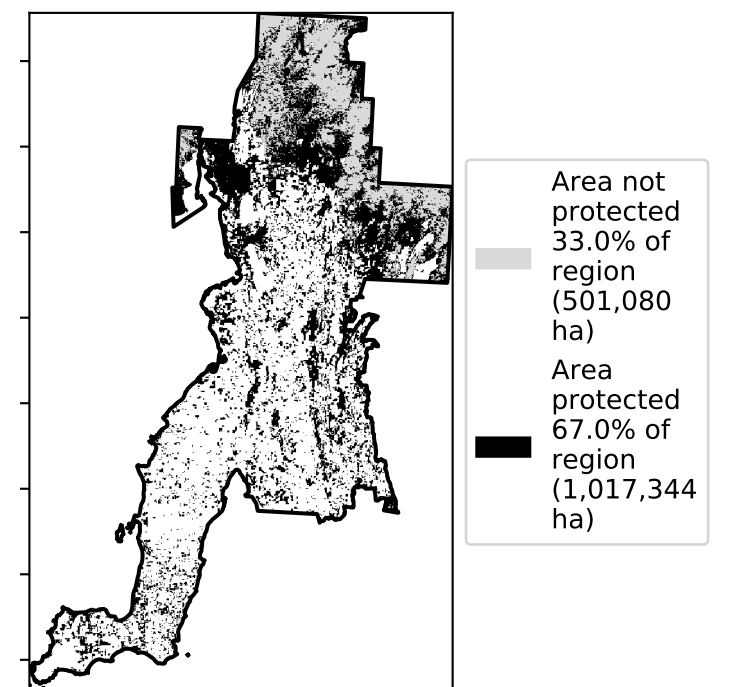 Area not
protected
33.0% of
region
(501,080
ha)
Area
protected
67.0% of
region
(1,017,344
ha)